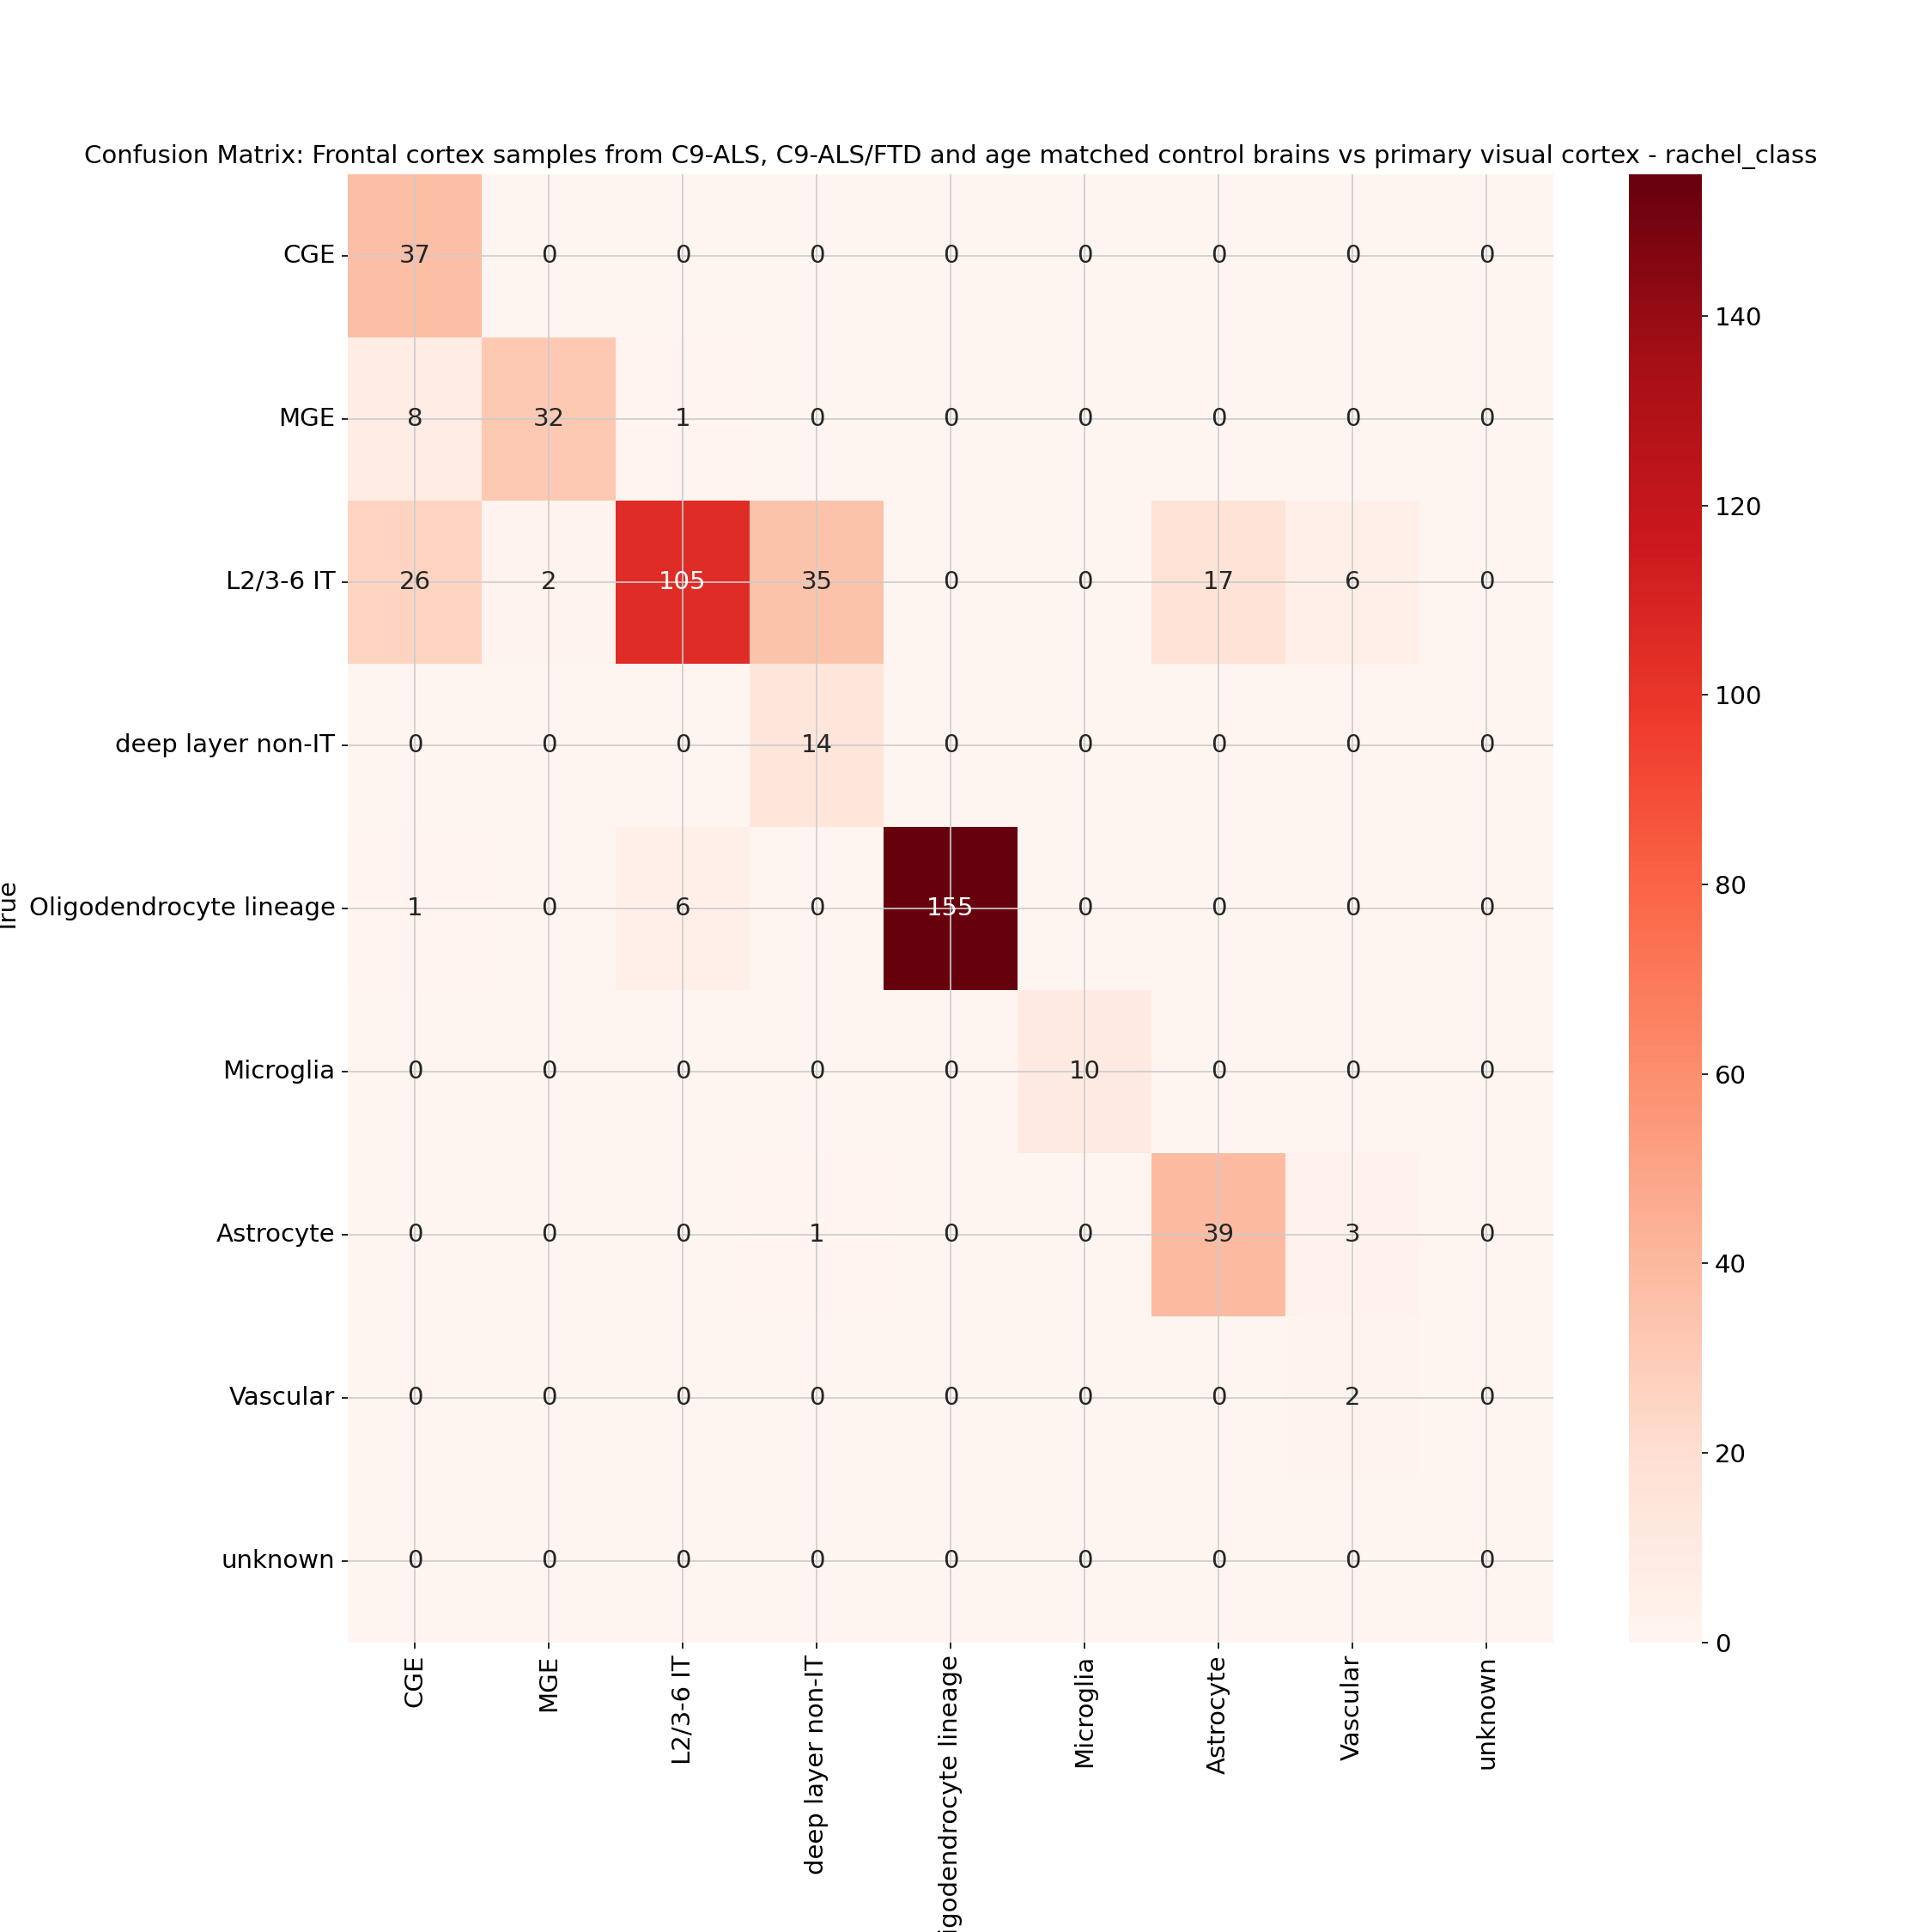 Confusion Matrix: Frontal cortex samples from C9-ALS, C9-ALS/FTD and age matched control brains vs primary visual cortex - rachel_class
CGE 37 0 0 0 0 0 0 0 0
MGE 8 32 1 0 0 0 0 0 0
L2/3-6 IT 26 2 105 35 0 0 17 6 0
deep layer non-IT 0 0 0 14 0 0 0 0 0
Oligodendrocyte lineage 1 0 6 0 155 0 0 0 0
Microglia 0 0 0 0 0 10 0 0 0
Astrocyte 0 0 0 1 0 0 39 3 0
Vascular 0 0 0 0 0 0 0 2 0
unknown 0 0 0 0 0 0 0 0 0
True
CGE
MGE
L2/3-6 IT
deep layer non-IT
igodendrocyte lineage
Microglia
Astrocyte
Vascular
unknown
140
120
100
80
60
40
20
0